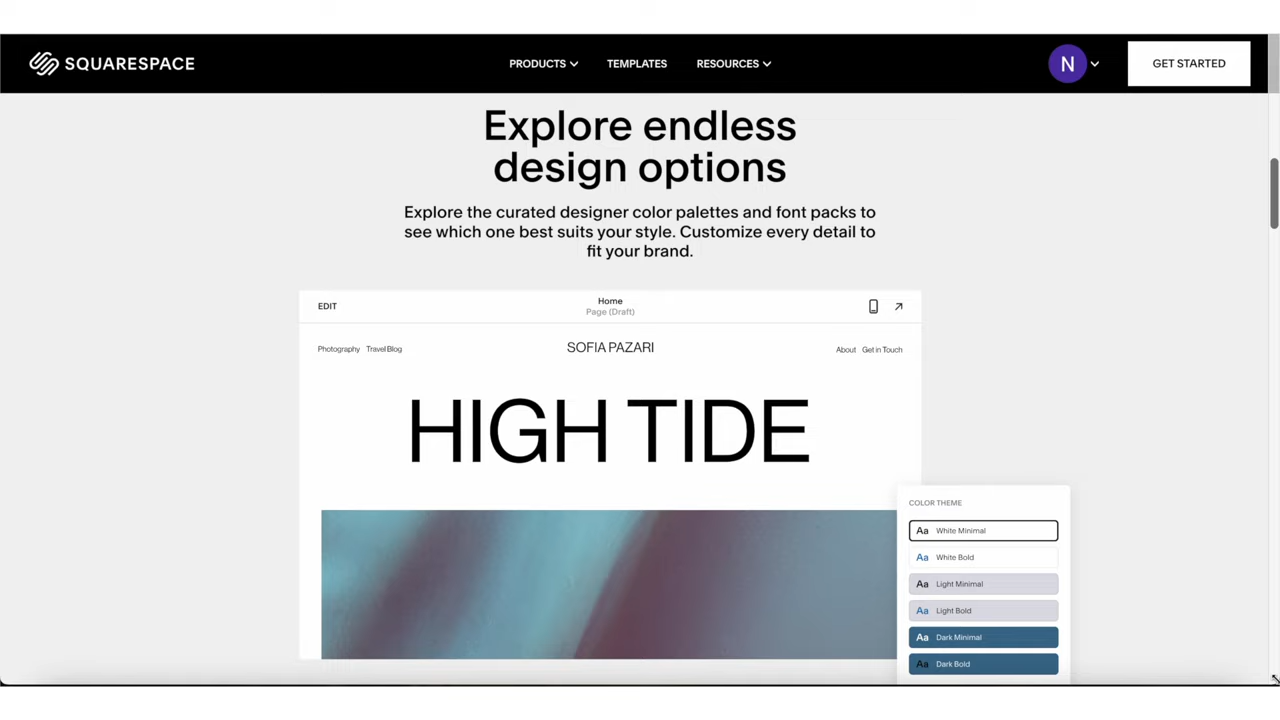 SQUARESPACE
PRODUCTS
TEMPLATES
RESOURCES
N
GET STARTED
Explore endless
design options
Explore the curated designer color palettes and font packs to
see which one best suits your style. Customize every detail to
fit your brand.
EDIT
Home
Page (Draft)
Photography
Travel Blog
SOFIA PAZARI
About
Get in Touch
HIGH TIDE
COLOR THEME
Aa White Minimal
Aa White Bold
Aa Light Minimal
Aa Light Bold
Aa Dark Minimal
Aa Dark Bold